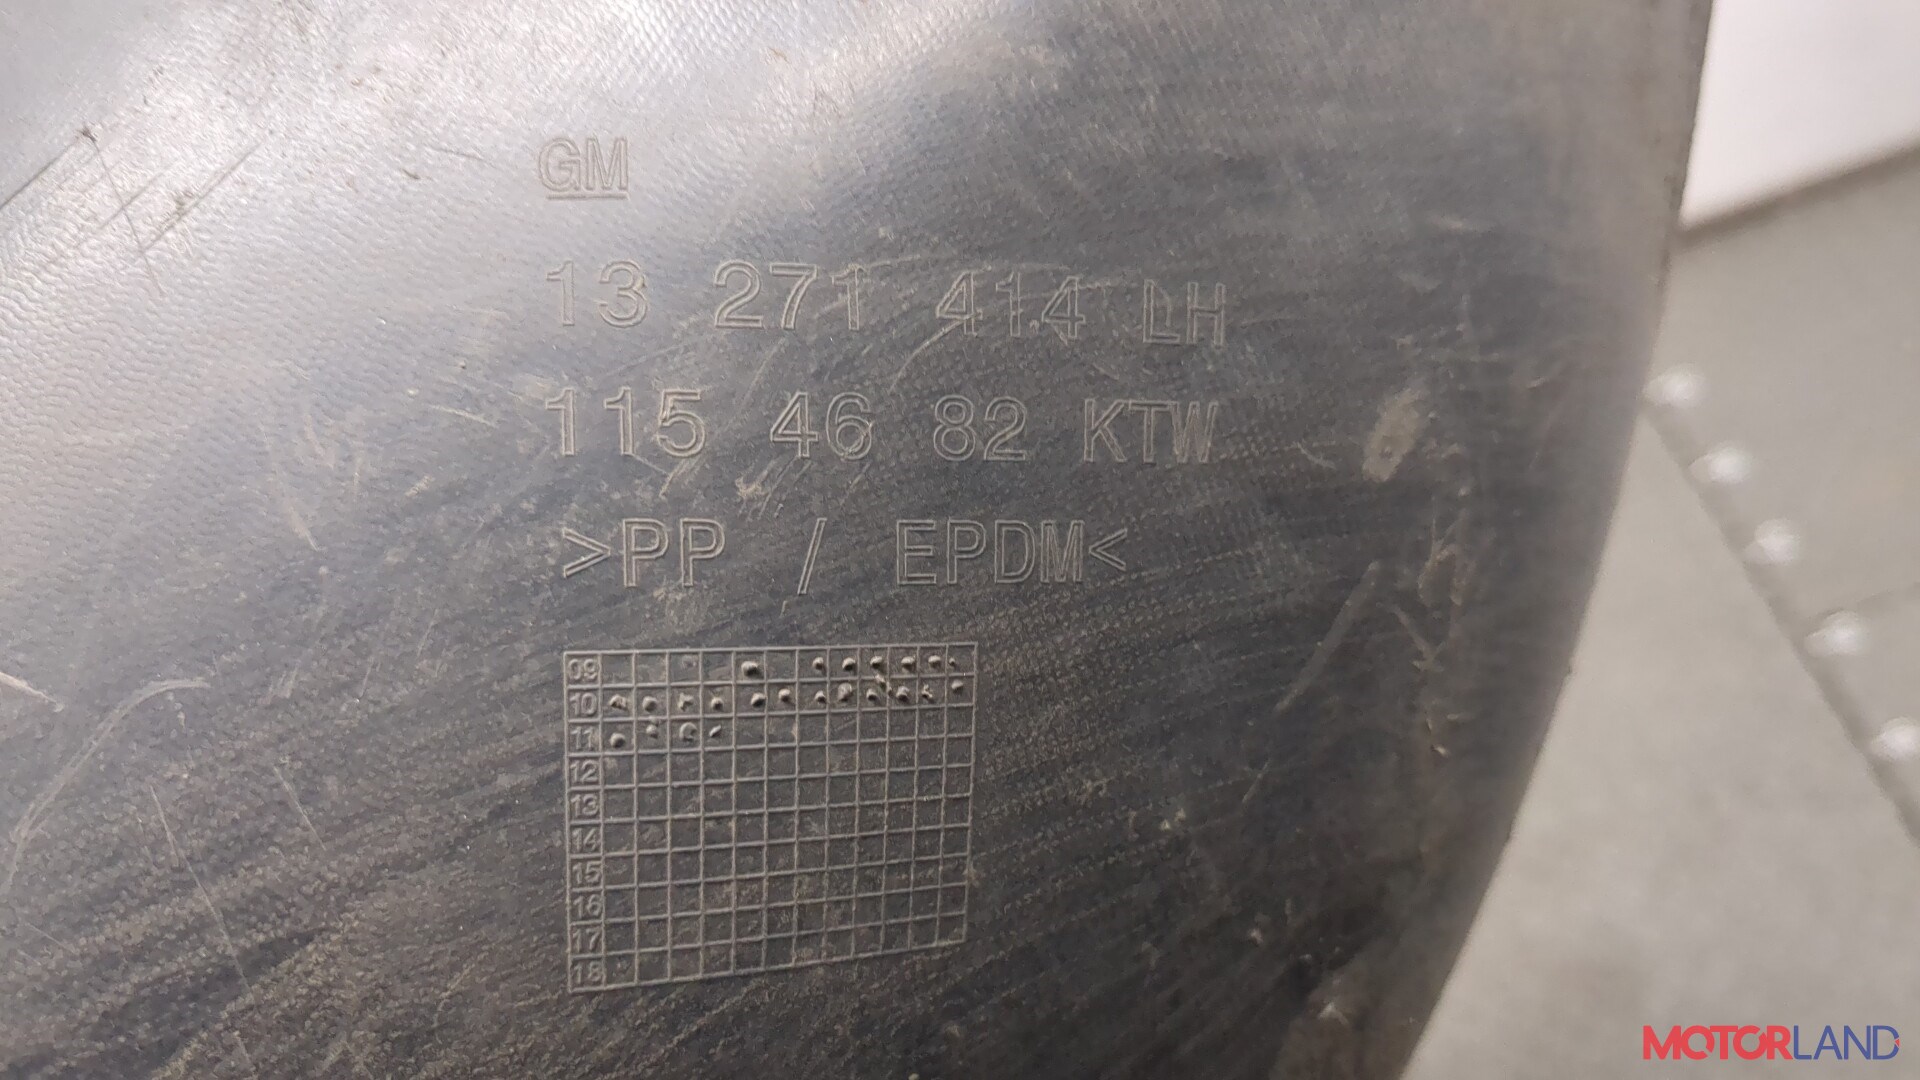 GM
13 271 414 LH
115 46 82 KTW
>PP / EPDM<
09
10
11
12
13
14
15
16
17
18
MOTORLAND